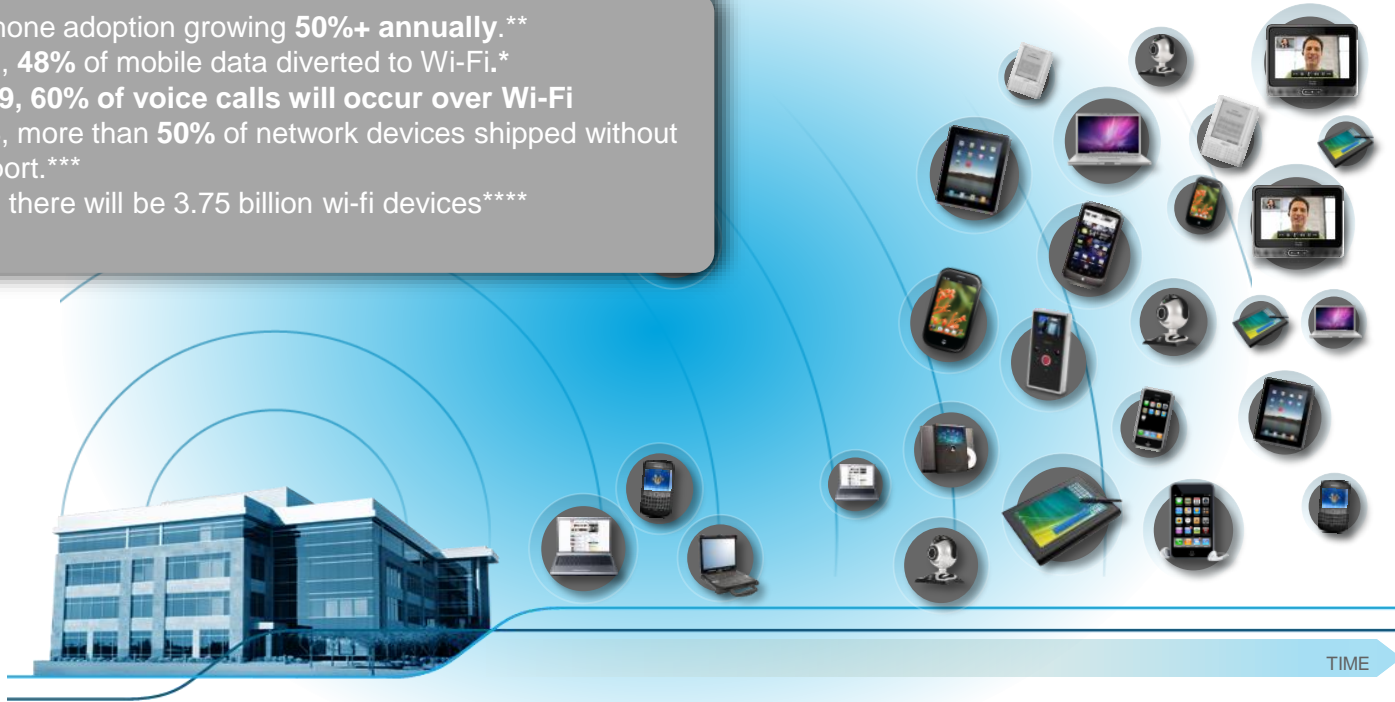 hone adoption growing 50%+ annually.**
, 48% of mobile data diverted to Wi-Fi.*
9, 60% of voice calls will occur over Wi-Fi
, more than 50% of network devices shipped without
port.***
there will be 3.75 billion wi-fi devices****
TIME